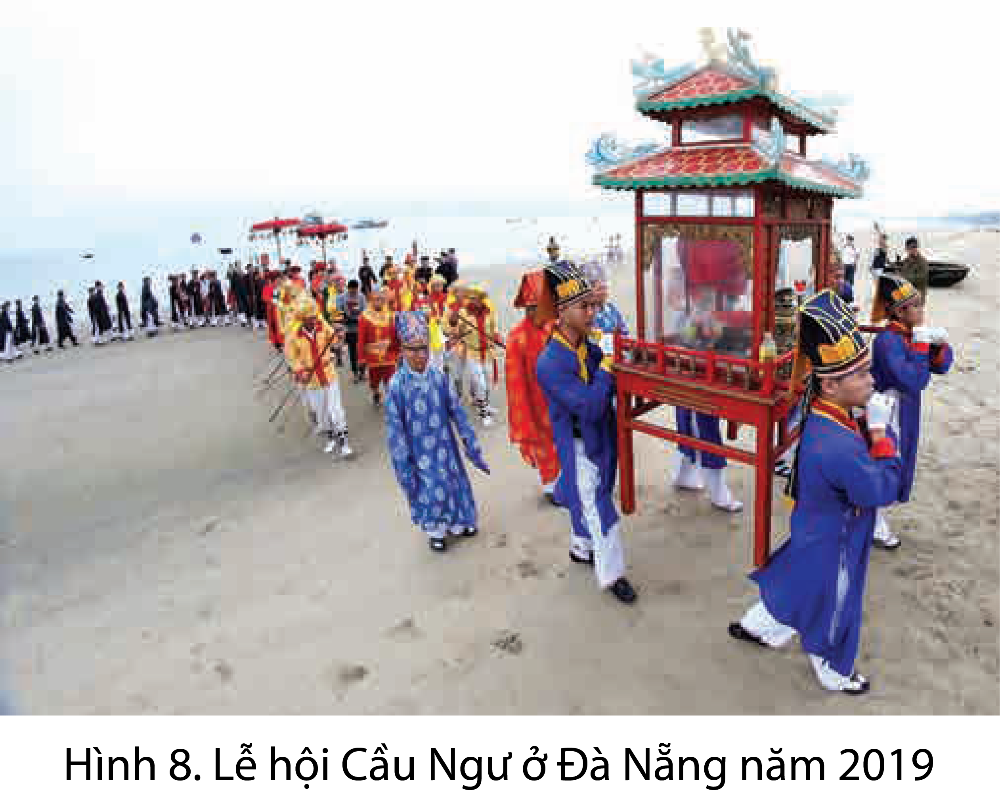 Hình 8. Lễ hội Cầu Ngư ở Đà Nẵng năm 2019